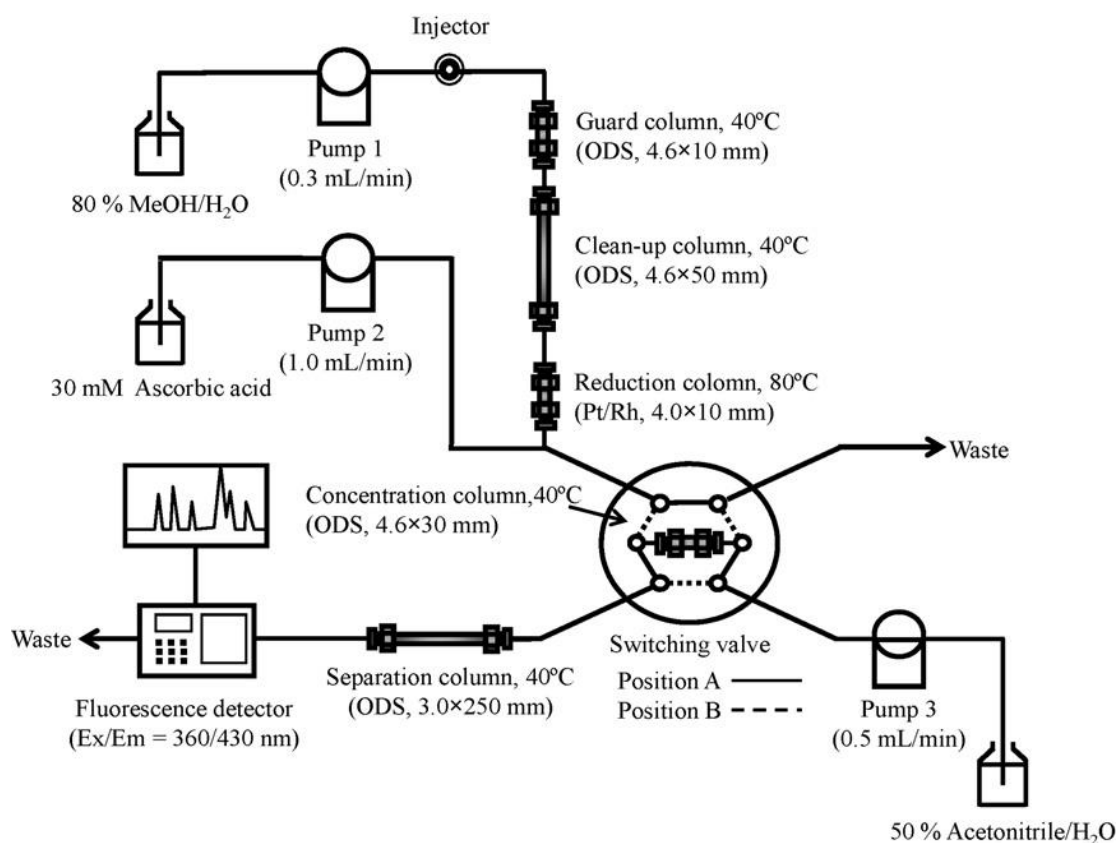 Injector
Pump 1
(0.3 mL/min)
80 % MeOH/H₂O
Guard column, 40ºC
(ODS, 4.6×10 mm)
Clean-up column, 40ºC
(ODS, 4.6×50 mm)
Pump 2
(1.0 mL/min)
30 mM Ascorbic acid
Reduction colomn, 80ºC
(Pt/Rh, 4.0×10 mm)
Waste
Concentration column,40ºC
(ODS, 4.6×30 mm)
Waste
Fluorescence detector
(Ex/Em = 360/430 nm)
Separation column, 40ºC
(ODS, 3.0×250 mm)
Switching valve
Position A
Position B
Pump 3
(0.5 mL/min)
50 % Acetonitrile/H₂O